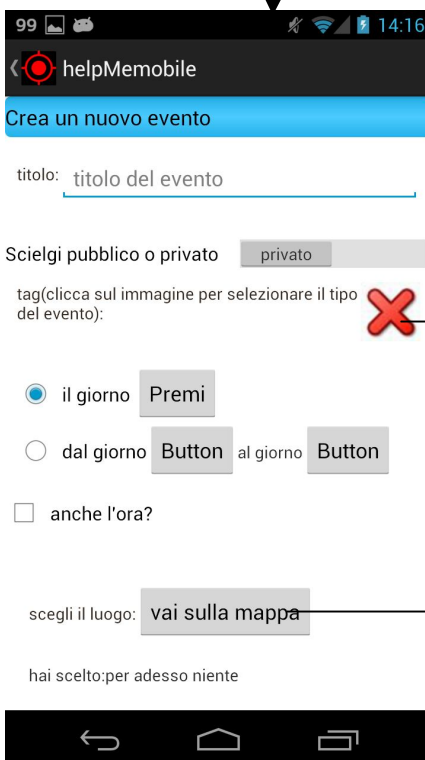 99 14:16
helpMemobile
Crea un nuovo evento
titolo: titolo del evento
Scielgi pubblico o privato privato
tag(clicca sul immagine per selezionare il tipo
del evento):
il giorno Premi
dal giorno Button al giorno Button
anche l'ora?
scegli il luogo: vai sulla mappa
hai scelto:per adesso niente